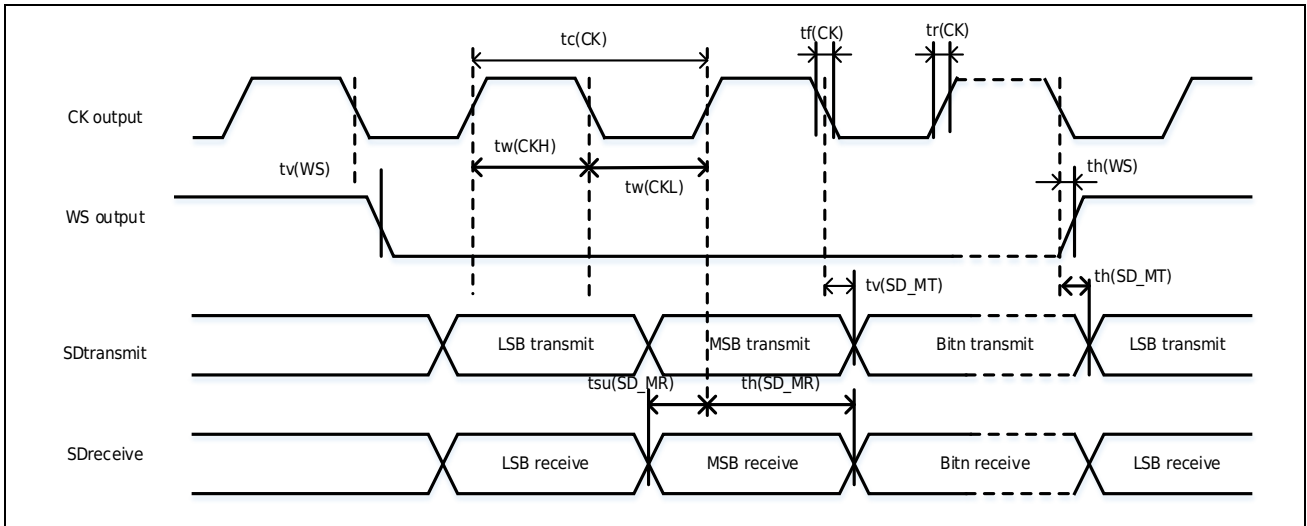 tc(CK)
tf(CK)
tr(CK)
CK output
tw(CKH)
tv(WS)
th(WS)
tw(CKL)
WS output
tv(SD_MT)
th(SD_MT)
SDtransmit
LSB transmit
MSB transmit
Bitn transmit
LSB transmit
tsu(SD_MR)
th(SD_MR)
SDreceive
LSB receive
MSB receive
Bitn receive
LSB receive